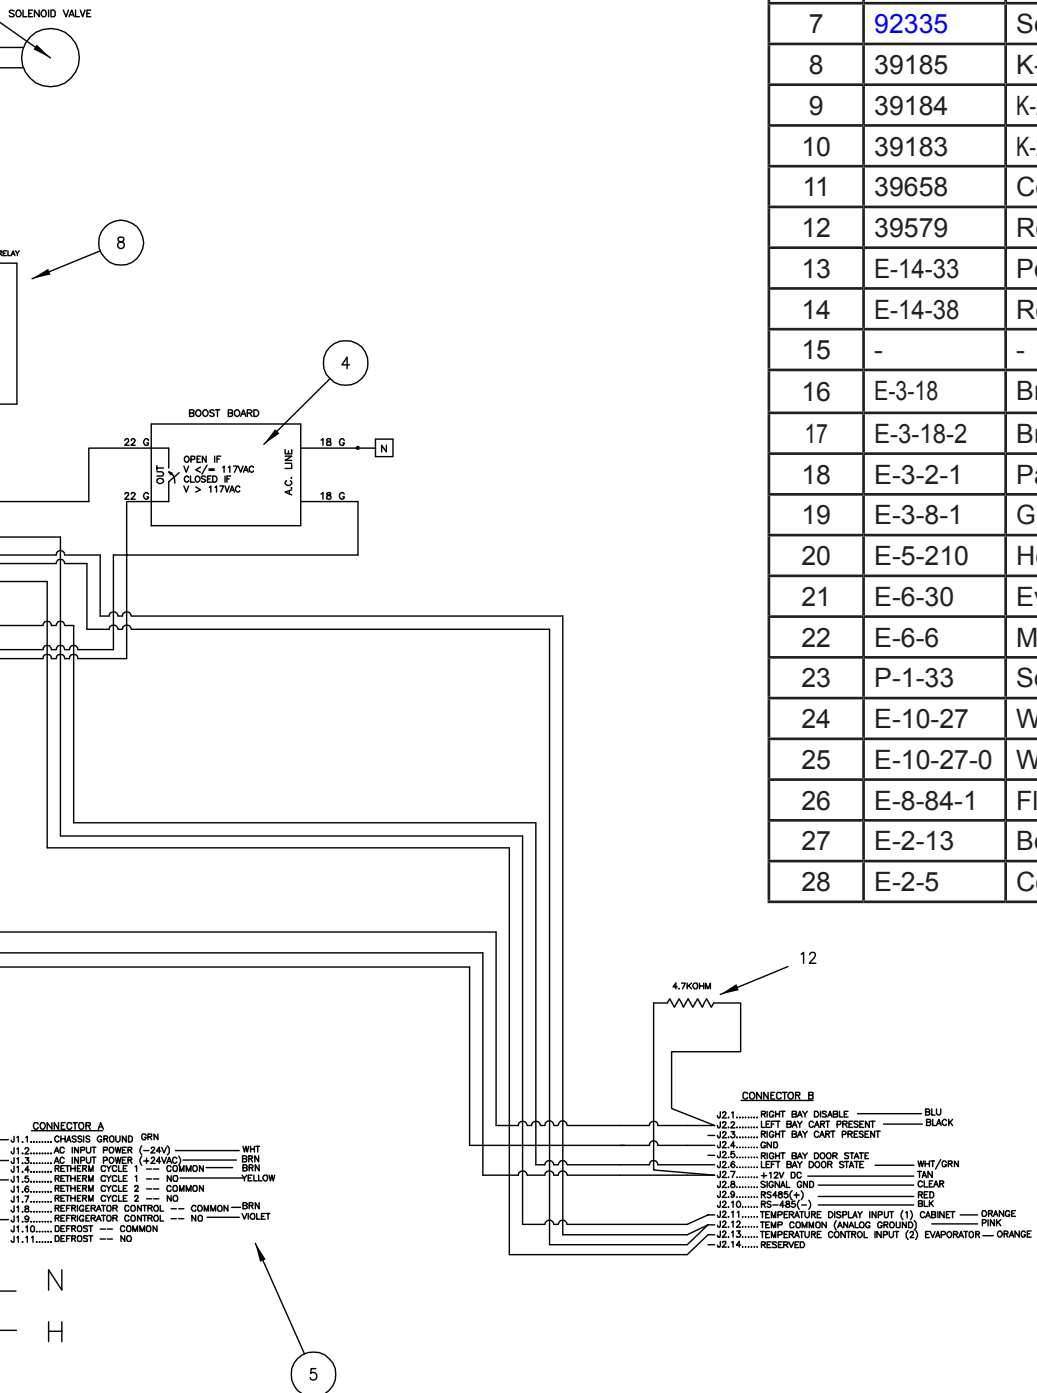 SOLENOID VALVE
RELAY
8
4
BOOST BOARD
22 G
18 G
N
OUT
OPEN IF
V </= 117VAC
CLOSED IF
V > 117VAC
A.C. LINE
22 G
18 G
7 92335
8 39185 K-
9 39184 K-
10 39183 K-
11 39658
12 39579
13 E-14-33
14 E-14-38
15 - -
16 E-3-18
17 E-3-18-2
18 E-3-2-1
19 E-3-8-1
20 E-5-210
21 E-6-30
22 E-6-6
23 P-1-33
24 E-10-27
25 E-10-27-0
26 E-8-84-1
27 E-2-13
28 E-2-5
12
4.7KOHM
CONNECTOR A
J1.1....... CHASSIS GROUND GRN
J1.2....... AC INPUT POWER (-24V) WHT
J1.3....... AC INPUT POWER (+24VAC) BRN
J1.4....... RETHERM CYCLE 1 -- COMMON BRN
J1.5....... RETHERM CYCLE 1 -- NO YELLOW
J1.6....... RETHERM CYCLE 2 -- COMMON
J1.7....... RETHERM CYCLE 2 -- NO
J1.8....... REFRIGERATOR CONTROL -- COMMON BRN
J1.9....... REFRIGERATOR CONTROL -- NO VIOLET
J1.10..... DEFROST -- COMMON
J1.11..... DEFROST -- NO
N
H
5
CONNECTOR B
J2.1....... RIGHT BAY DISABLE BLU
J2.2....... LEFT BAY CART PRESENT BLACK
J2.3....... RIGHT BAY CART PRESENT
J2.4....... GND
J2.5....... RIGHT BAY DOOR STATE
J2.6....... LEFT BAY DOOR STATE WHT/GRN
J2.7....... +12V DC TAN
J2.8....... SIGNAL GND CLEAR
J2.9....... RS485(+) RED
J2.10..... RS-485(-) BLK
J2.11..... TEMPERATURE DISPLAY INPUT (1) CABINET ORANGE
J2.12..... TEMP COMMON (ANALOG GROUND) PINK
J2.13..... TEMPERATURE CONTROL INPUT (2) EVAPORATOR ORANGE
J2.14..... RESERVED